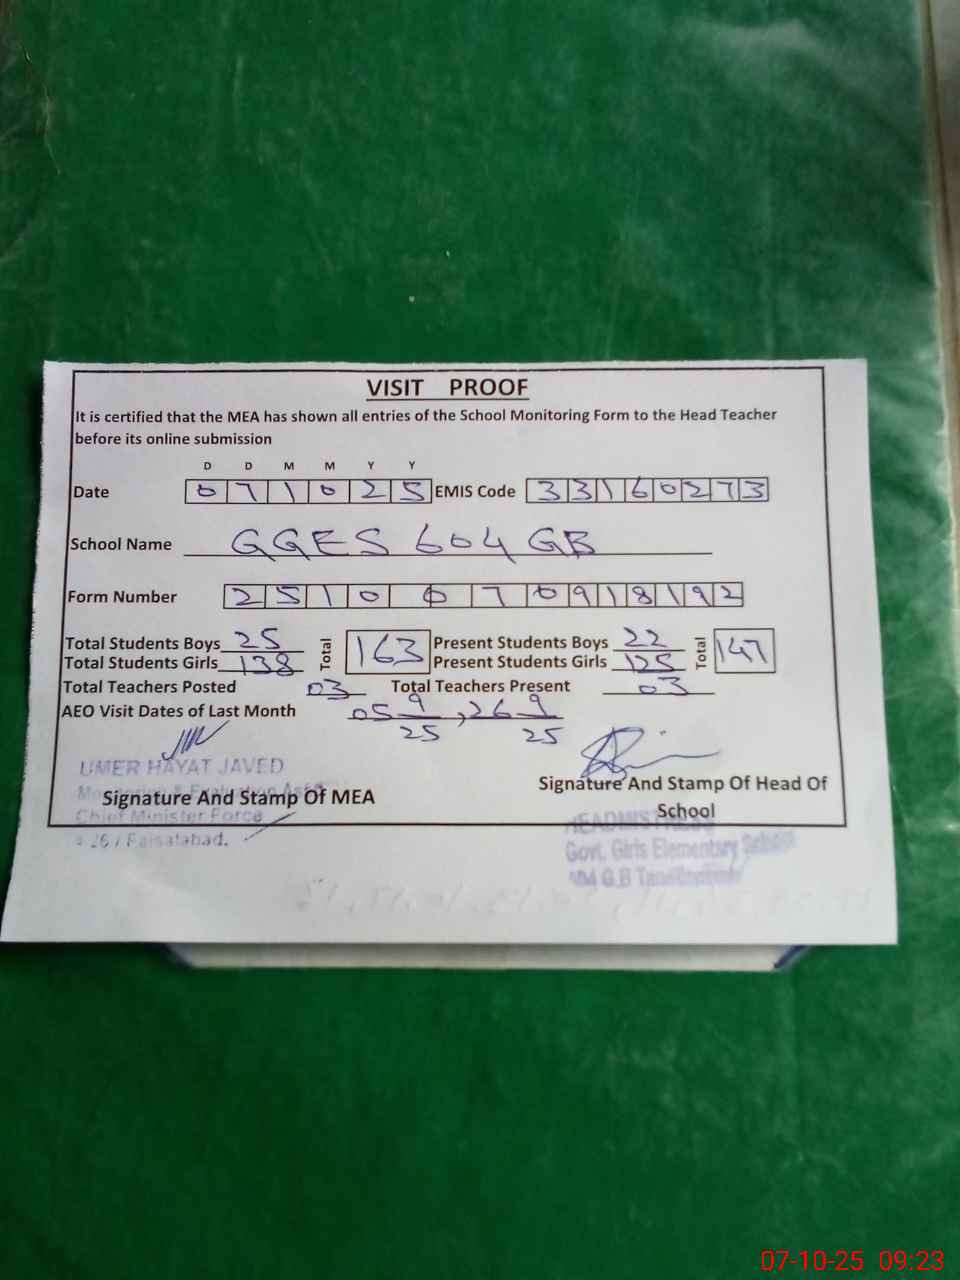 VISIT PROOF
It is certified that the MEA has shown all entries of the School Monitoring Form to the Head Teacher
before its online submission
D D M M Y Y
Date 0 7 1 0 2 5 EMIS Code 3 3 1 6 0 2 7 3
School Name GGES 604 GB
Form Number 2 5 1 0 0 7 0 9 1 8 1 9 2
Total Students Boys 25 Total 163 Present Students Boys 22 Total 147
Total Students Girls 138 Present Students Girls 125
Total Teachers Posted 03 Total Teachers Present 03
AEO Visit Dates of Last Month 05 9/25, 26 9/25
UMER HAYAT JAVED
Signature And Stamp Of MEA
Chief Minister Force
Faisalabad.
Signature And Stamp Of Head Of
School
HEADMISTRESS
Govt. Girls Elementary School
G.B
07-10-25 09:23